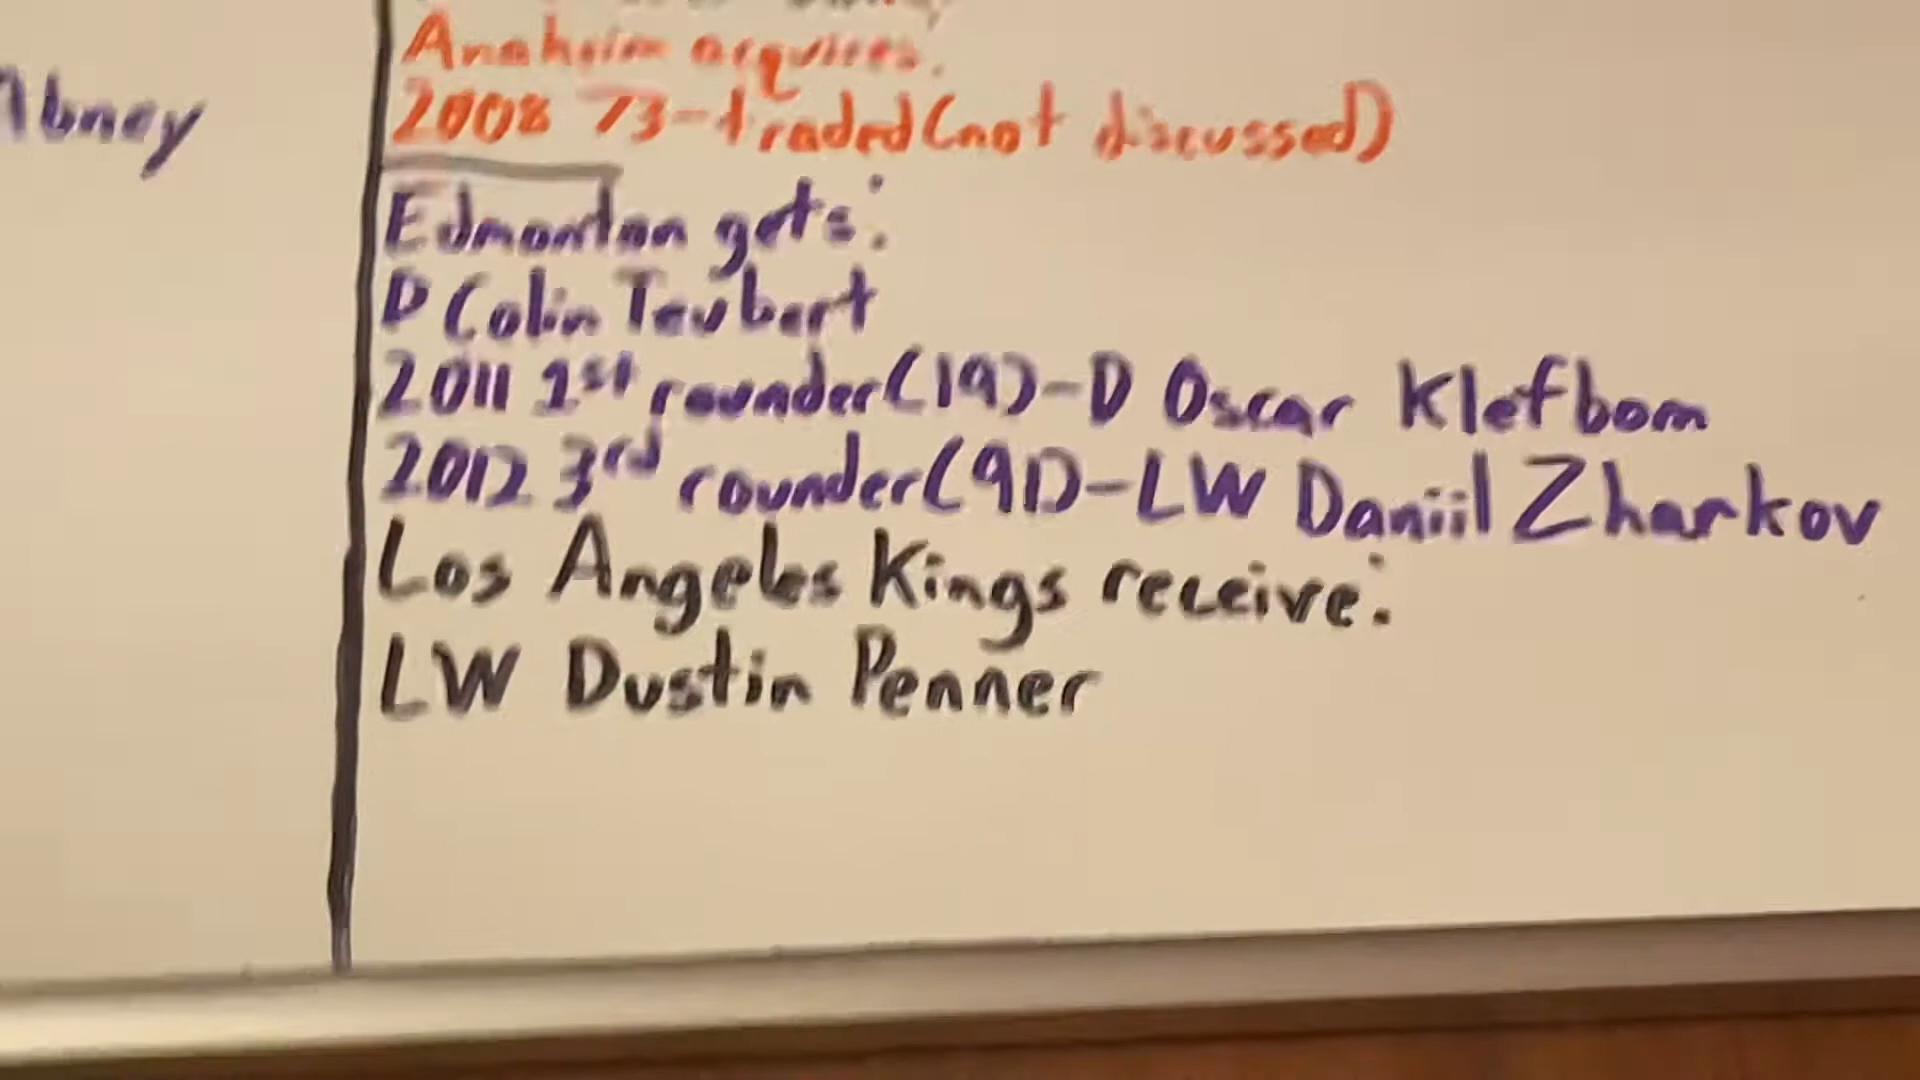 Abney
Anaheim acquires:
2008 73-traded(not discussed)
Edmonton gets:
D Colin Teubert
2011 1st rounder(19)-D Oscar Klefbom
2012 3rd rounder(91)-LW Daniil Zharkov
Los Angeles Kings receive:
LW Dustin Penner